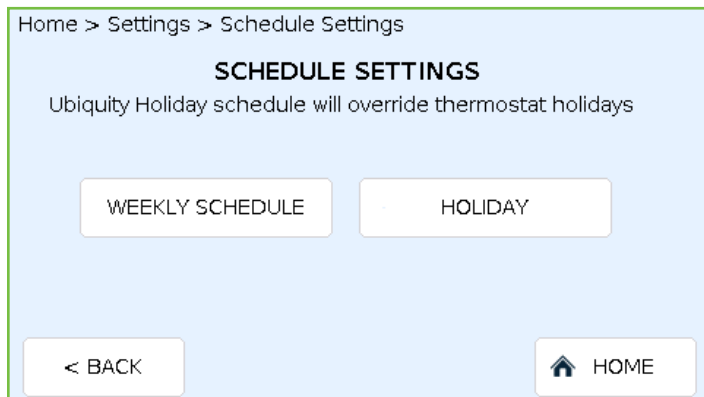 Home > Settings > Schedule Settings
SCHEDULE SETTINGS
Ubiquity Holiday schedule will override thermostat holidays
WEEKLY SCHEDULE HOLIDAY
< BACK HOME